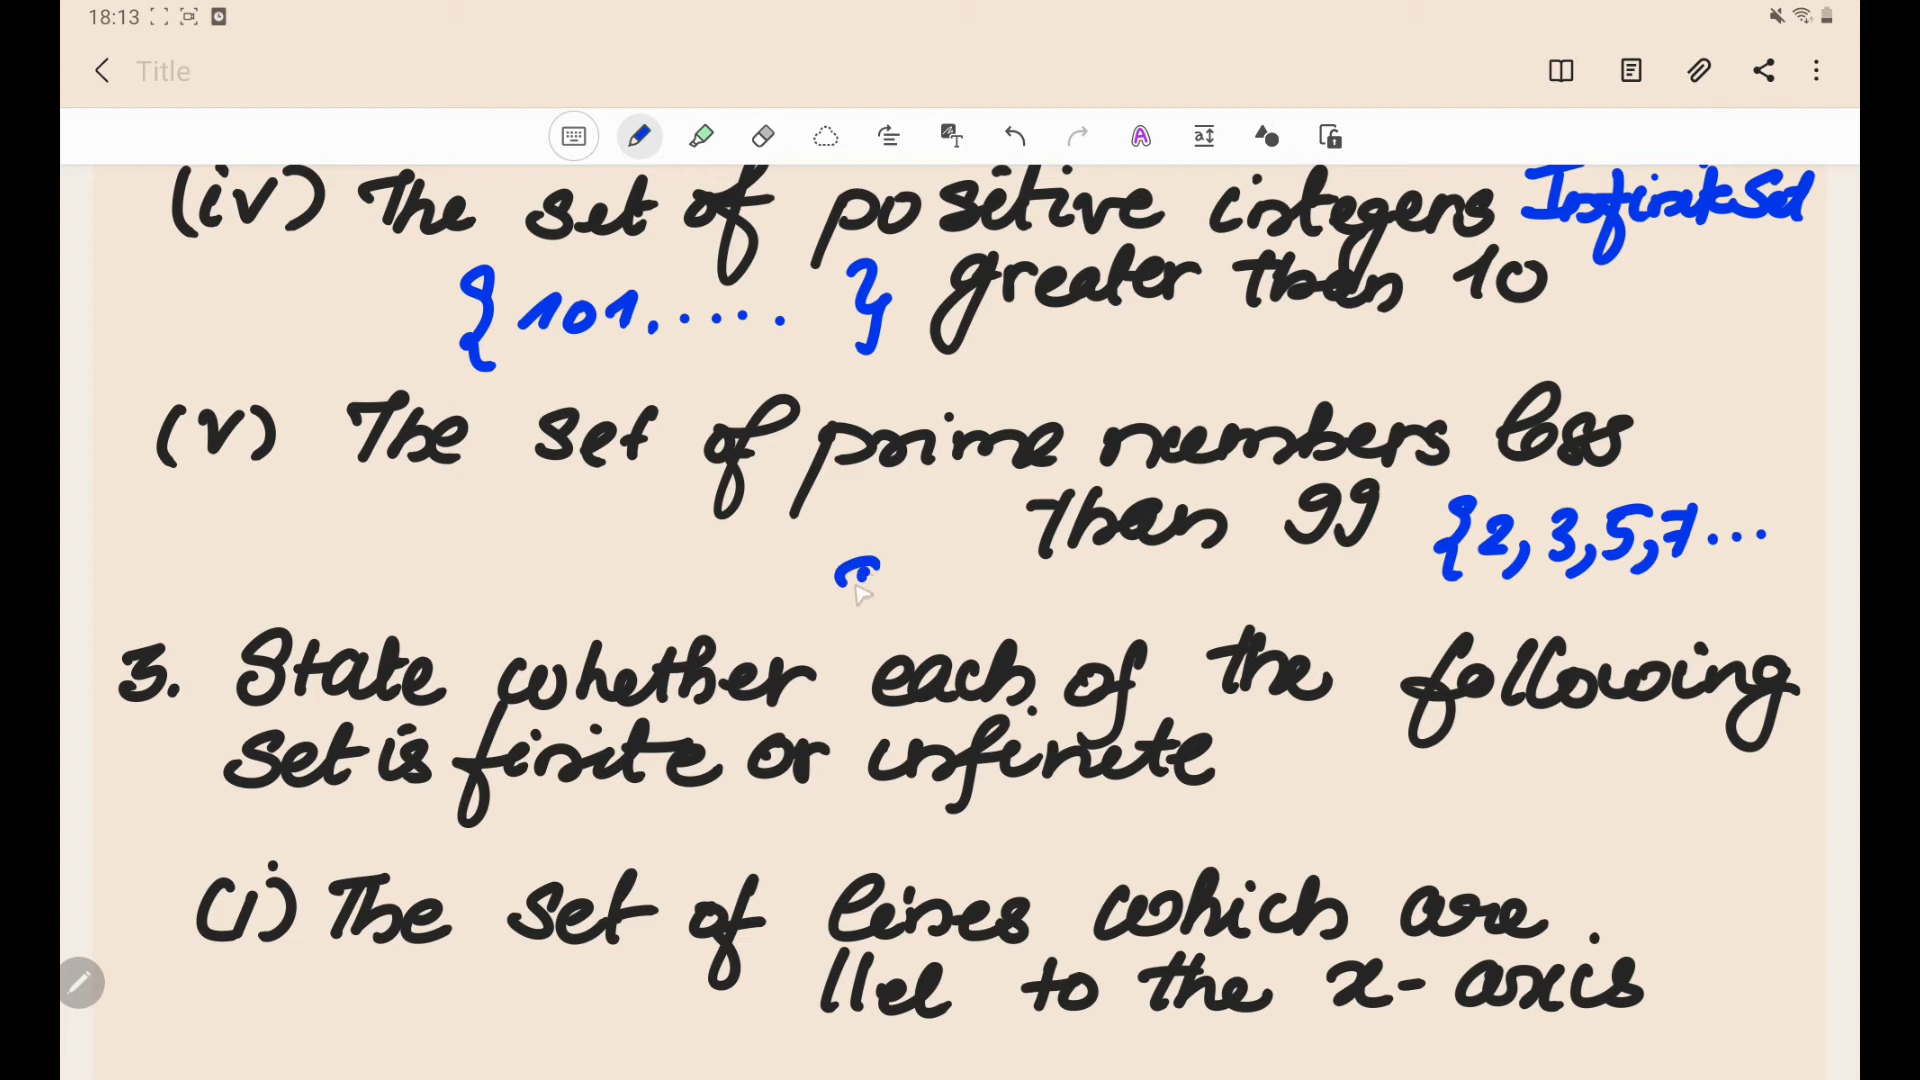 18:13
Title
(iv) The set of positive integers Infinite Set
greater than 10
{ 101. . . . . }
(v) The set of prime numbers less
than 99 {2,3,5,7...
3. State whether each of the following
set is finite or infinite
(i) The set of lines which are
llel to the x-axis